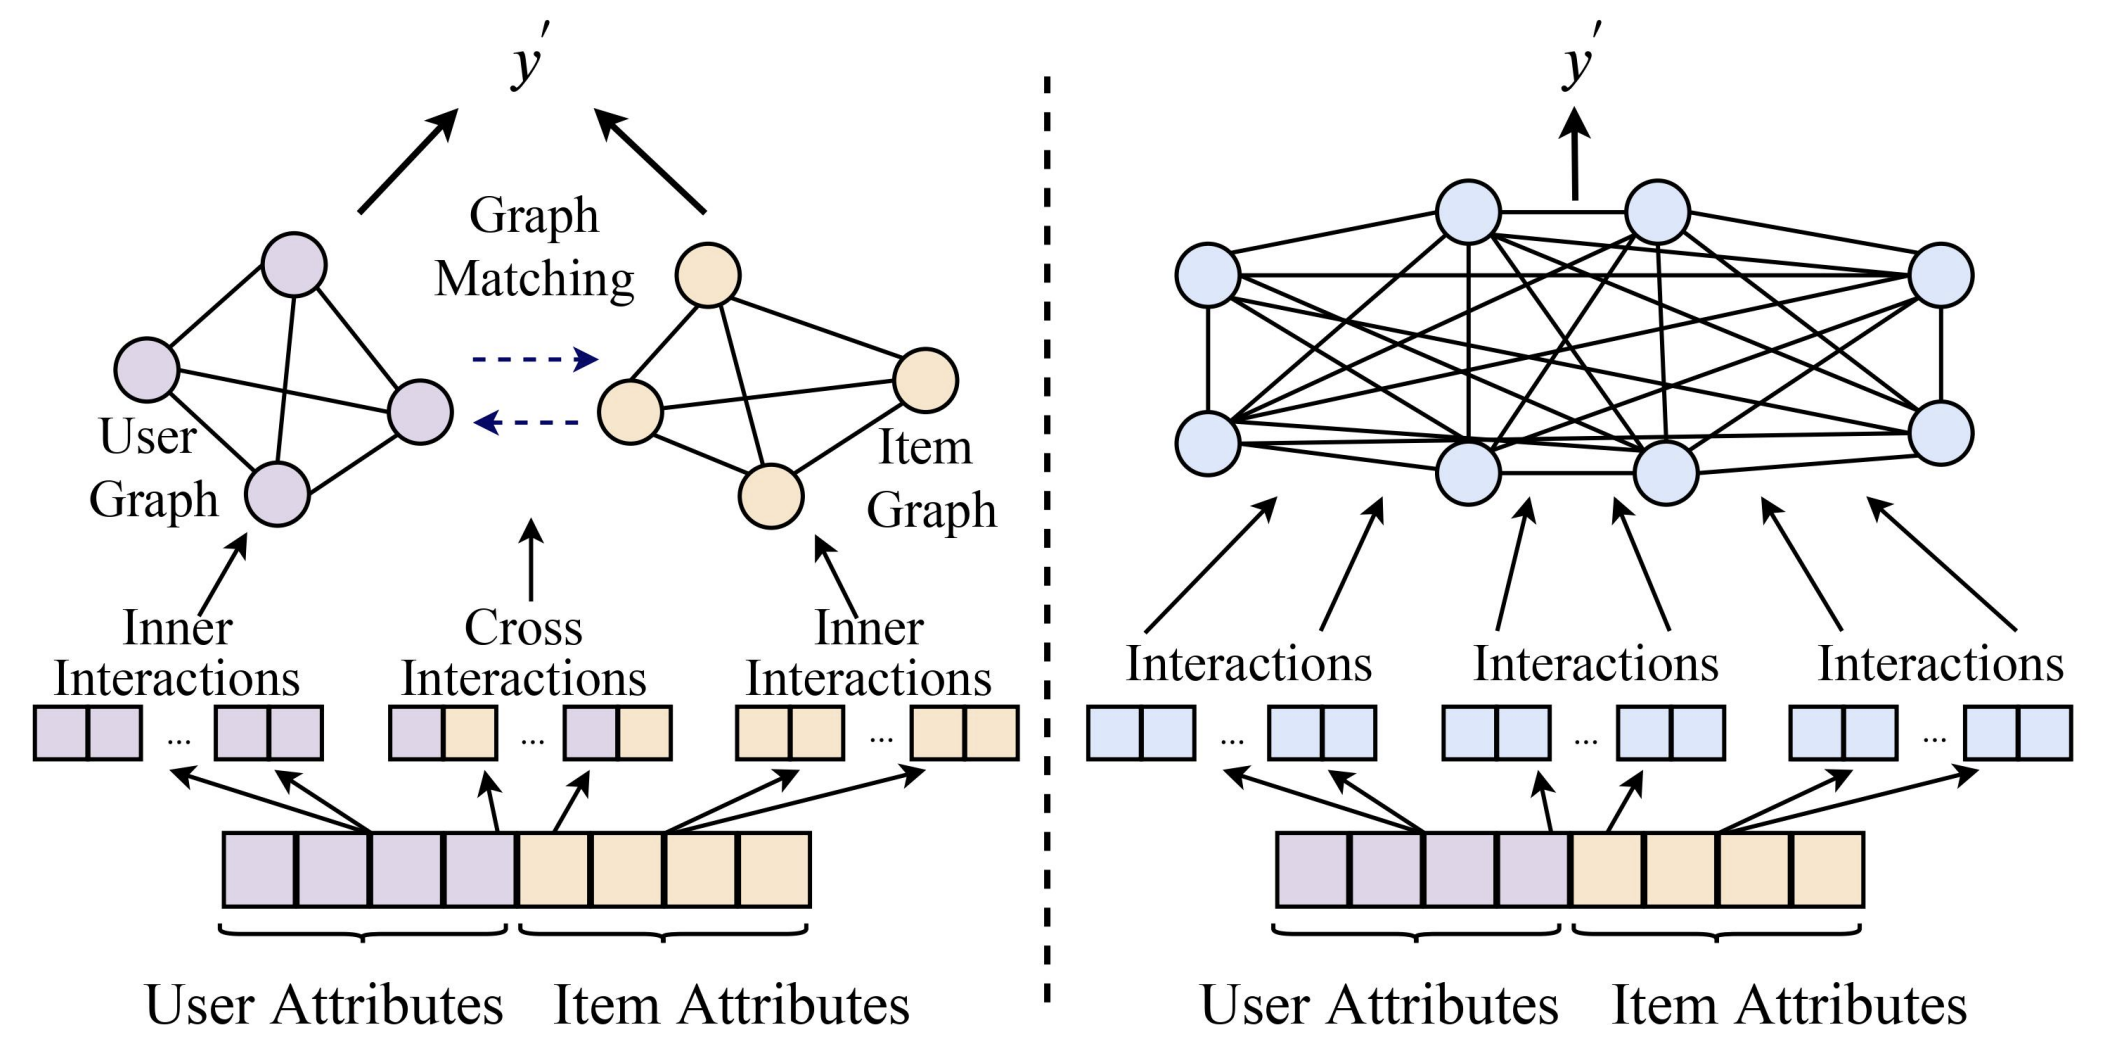 y′
Graph
Matching
User
Graph
Item
Graph
Inner
Interactions
Cross
Interactions
Inner
Interactions
...
...
...
User Attributes
Item Attributes
y′
Interactions
Interactions
Interactions
...
...
...
User Attributes
Item Attributes